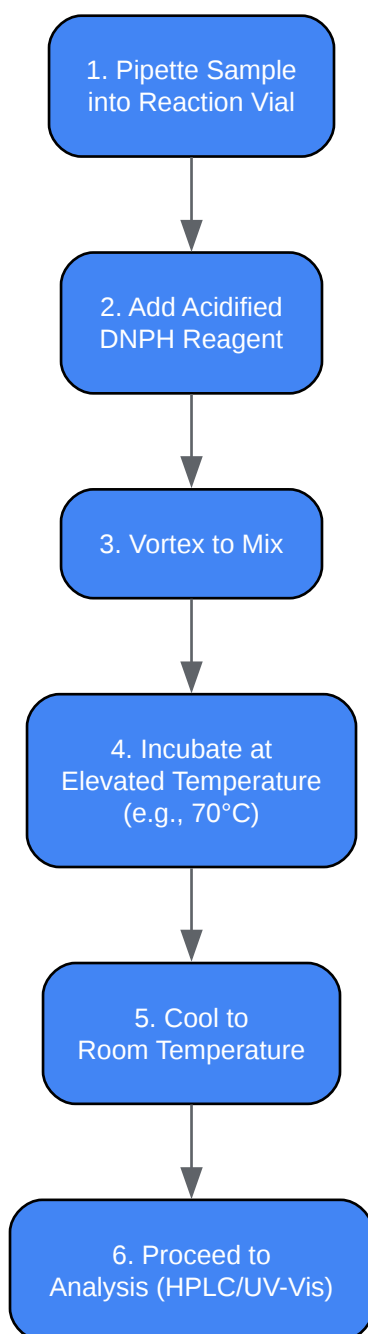 1. Pipette Sample
into Reaction Vial
2. Add Acidified
DNPH Reagent
3. Vortex to Mix
4. Incubate at
Elevated Temperature
(e.g., 70°C)
5. Cool to
Room Temperature
6. Proceed to
Analysis (HPLC/UV-Vis)